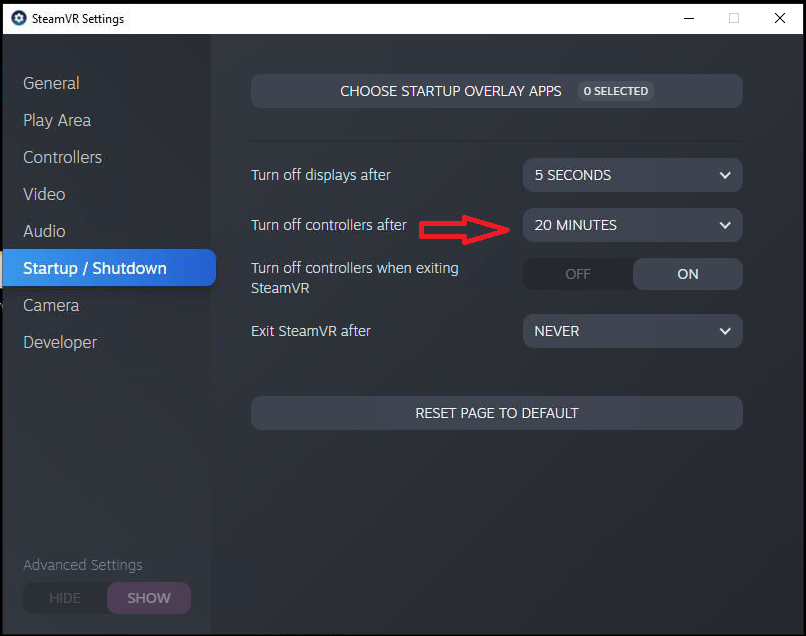 SteamVR Settings
General
Play Area
Controllers
Video
Audio
Startup / Shutdown
Camera
Developer
Advanced Settings
HIDE SHOW
CHOOSE STARTUP OVERLAY APPS 0 SELECTED
Turn off displays after 5 SECONDS
Turn off controllers after 20 MINUTES
Turn off controllers when exiting
SteamVR
OFF ON
Exit SteamVR after NEVER
RESET PAGE TO DEFAULT